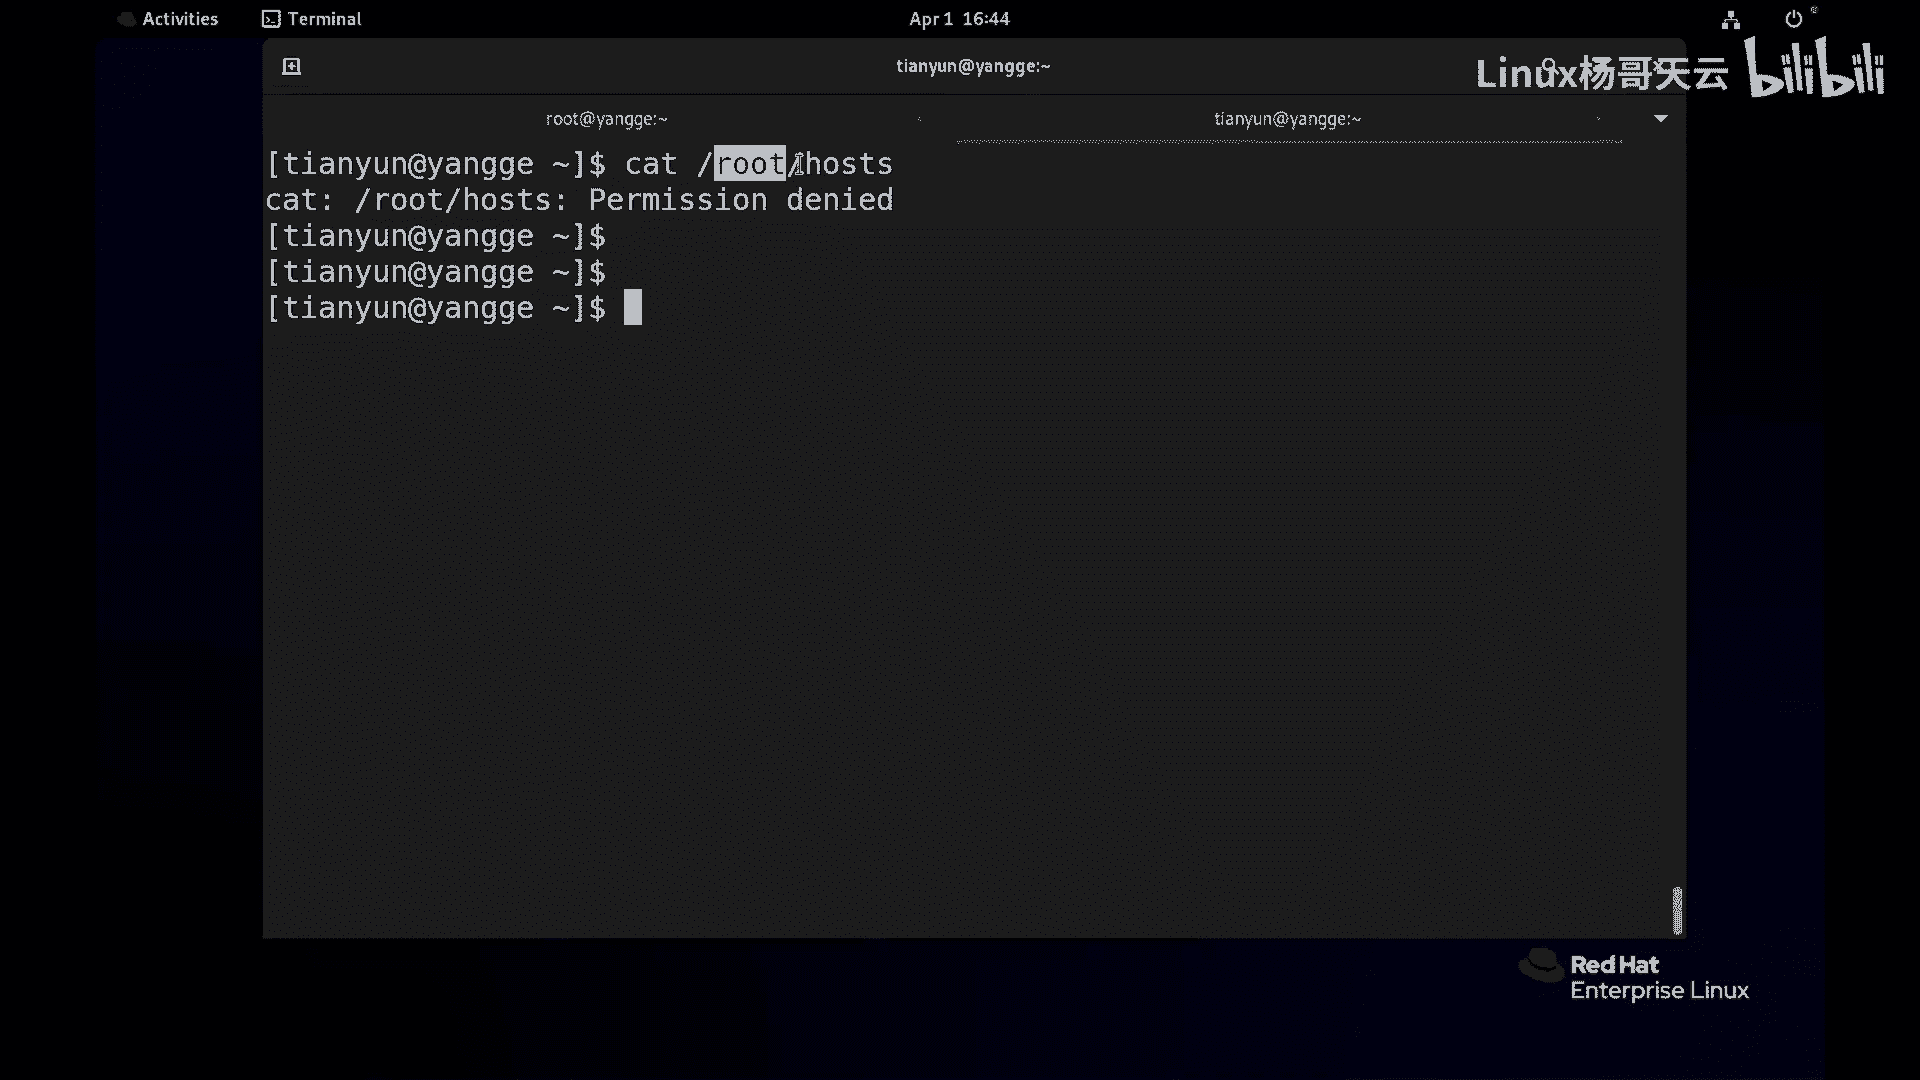 Activities
Terminal
Apr 1 16:44
tianyun@yangge:~
Linux杨哥天云 bilibili
root@yangge:~
tianyun@yangge:~
[tianyun@yangge ~]$ cat /root/hosts
cat: /root/hosts: Permission denied
[tianyun@yangge ~]$
[tianyun@yangge ~]$
[tianyun@yangge ~]$
Red Hat
Enterprise Linux